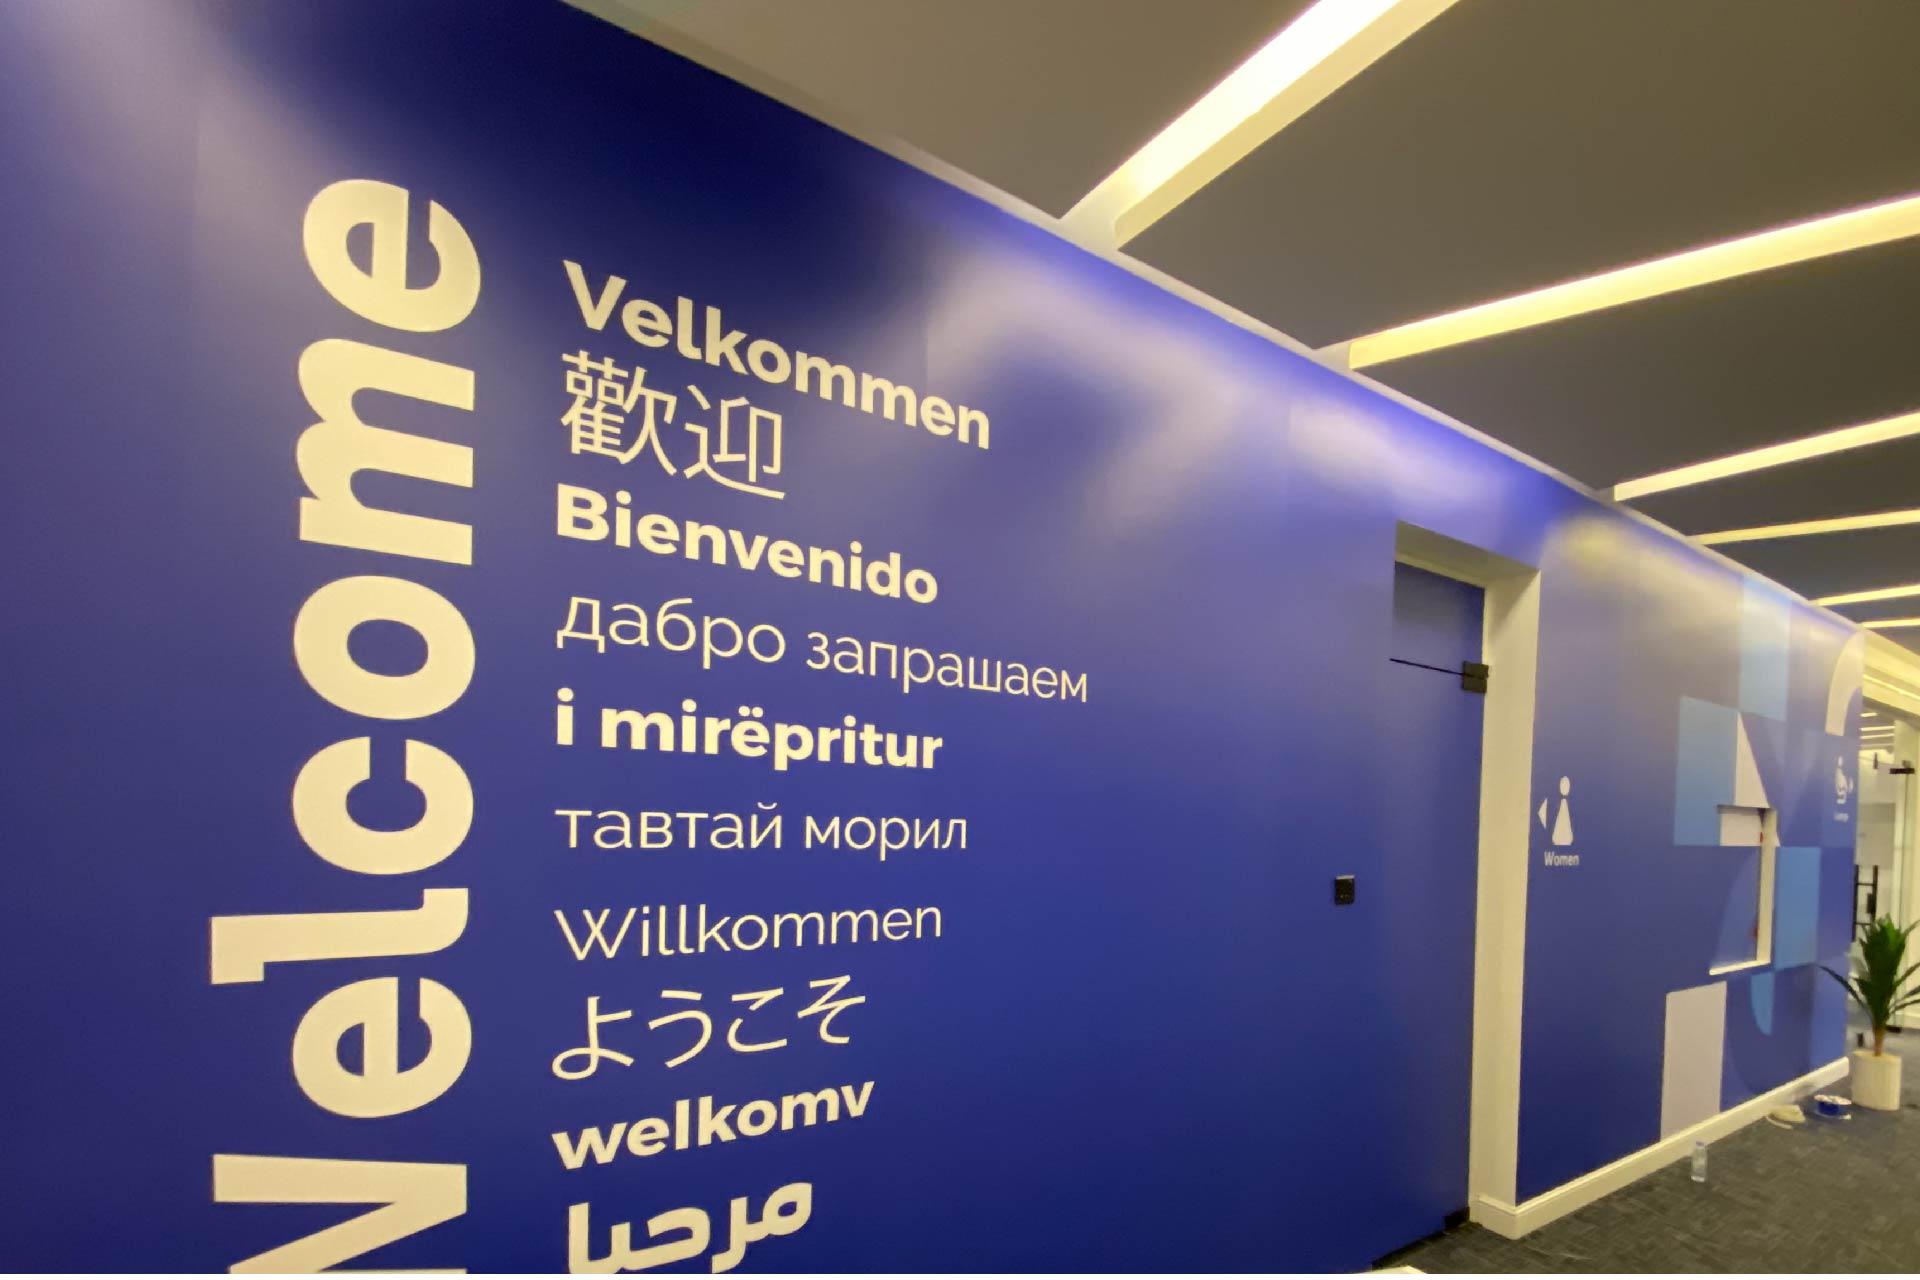 Welcome
Velkommen
歡迎
Bienvenido
дабро запрашаем
i mirëpritur
тавтай морил
Willkommen
ようこそ
welkomv
مرحبا
Women